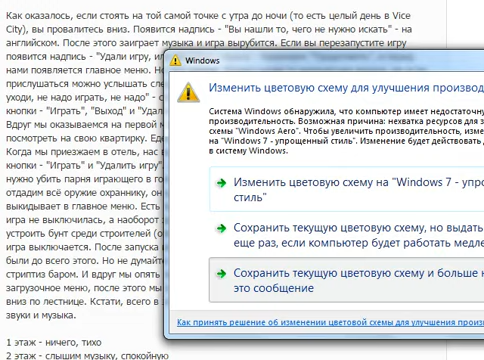 Как оказалось, если стоять на той самой точке с утра до ночи (то есть целый день в Vice
City), вы провалитесь вниз. Появится надпись - "Вы нашли то, чего не нужно искать" - на
английском. После этого заиграет музыка и игра вырубится. Если вы перезапустите игру
появится надпись - "Удали игру,
нами появляется главное меню. Но
прислушаться можно услышать сле
уходи, не надо играть, не надо" - с
кнопки - "Играть", "Выход" и "Удал
Вдруг мы оказываемся на первой м
посмотреть на свою квартирку. Еде
Когда мы приезжаем в отель, нас в
кнопки - "Играть" и "Удалить игру".
нужно убить парня играющего в го
отдадим всё оружие охраннику, он
выкидывает в главное меню. Есть
игра не выключилась, а наоборот з
устроить бунт среди строителей (о
игра выключается. После запуска и
были до всего этого. Но не думайте
стриптиз баром. И вдруг мы опять
загрузочное меню, после этого мы
вниз по лестнице. Кстати, всего в
звуки и музыка.
1 этаж - ничего, тихо
2 этаж - слышим музыку, спокойную
Windows
Изменить цветовую схему для улучшения производ
Система Windows обнаружила, что компьютер имеет недостаточну
производительность. Возможная причина: нехватка ресурсов для з
схемы "Windows Aero". Чтобы увеличить производительность, изме
на "Windows 7 - упрощенный стиль". Изменение будет действовать д
в систему Windows.
Изменить цветовую схему на "Windows 7 - упро
стиль"
Сохранить текущую цветовую схему, но выдать
еще раз, если компьютер будет работать медле
Сохранить текущую цветовую схему и больше н
это сообщение
Как принять решение об изменении цветовой схемы для улучшения произво